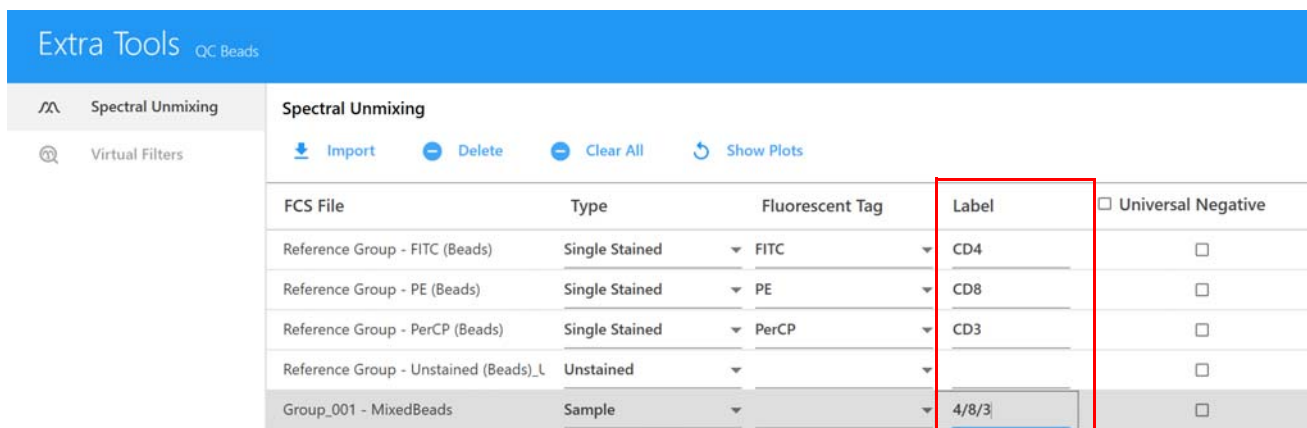 Extra Tools QC Beads
Spectral Unmixing
Virtual Filters
Spectral Unmixing
Import Delete Clear All Show Plots
FCS File Type Fluorescent Tag Label Universal Negative
Reference Group - FITC (Beads) Single Stained FITC CD4
Reference Group - PE (Beads) Single Stained PE CD8
Reference Group - PerCP (Beads) Single Stained PerCP CD3
Reference Group - Unstained (Beads)_U Unstained
Group_001 - MixedBeads Sample 4/8/3